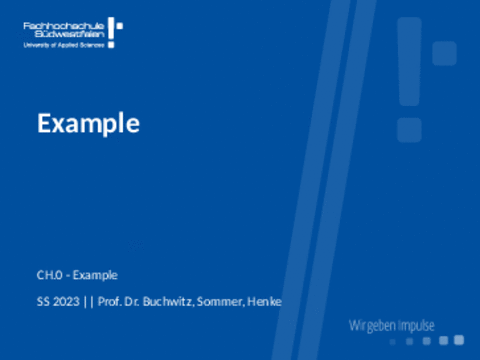 Fachhochschule
Südwestfalen
University of Applied Sciences
Example
CH.0 - Example
SS 2023 || Prof. Dr. Buchwitz, Sommer, Henke
Wir geben Impulse